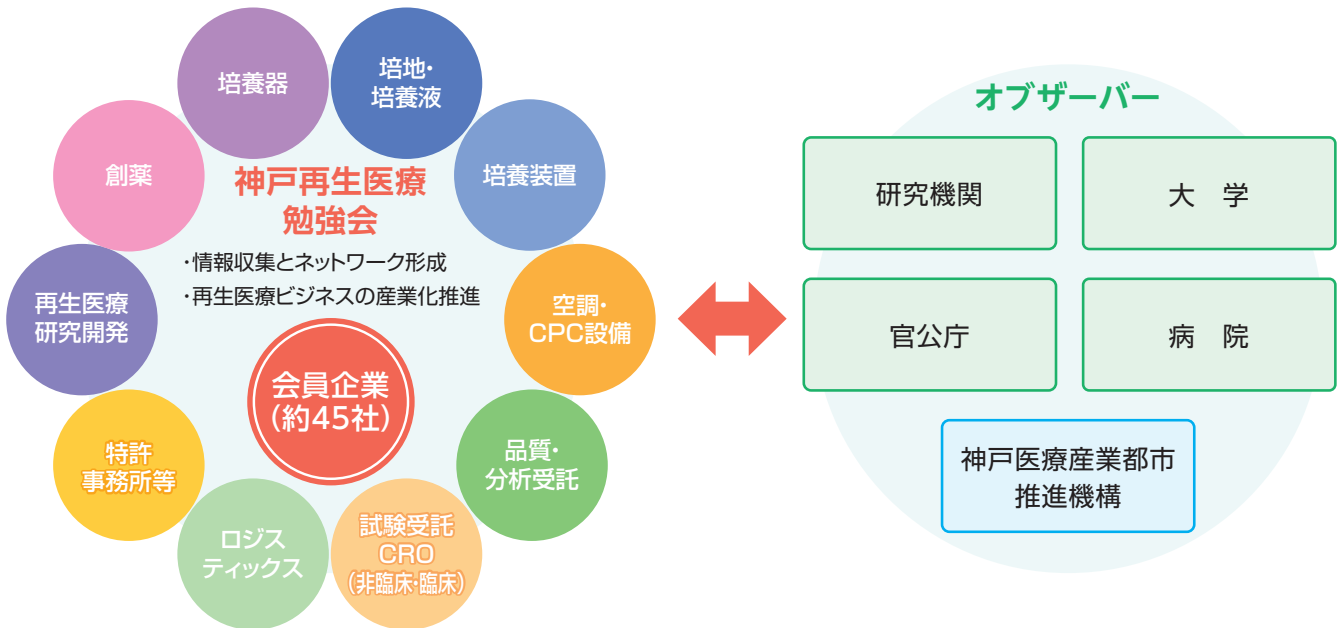 培養器
培地・
培養液
創薬
培養装置
神戸再生医療
勉強会
・情報収集とネットワーク形成
・再生医療ビジネスの産業化推進
再生医療
研究開発
空調・
CPC設備
会員企業
（約45社）
特許
事務所等
品質・
分析受託
ロジス
ティックス
試験受託
CRO
（非臨床・臨床）
オブザーバー
研究機関
大　学
官公庁
病　院
神戸医療産業都市
推進機構